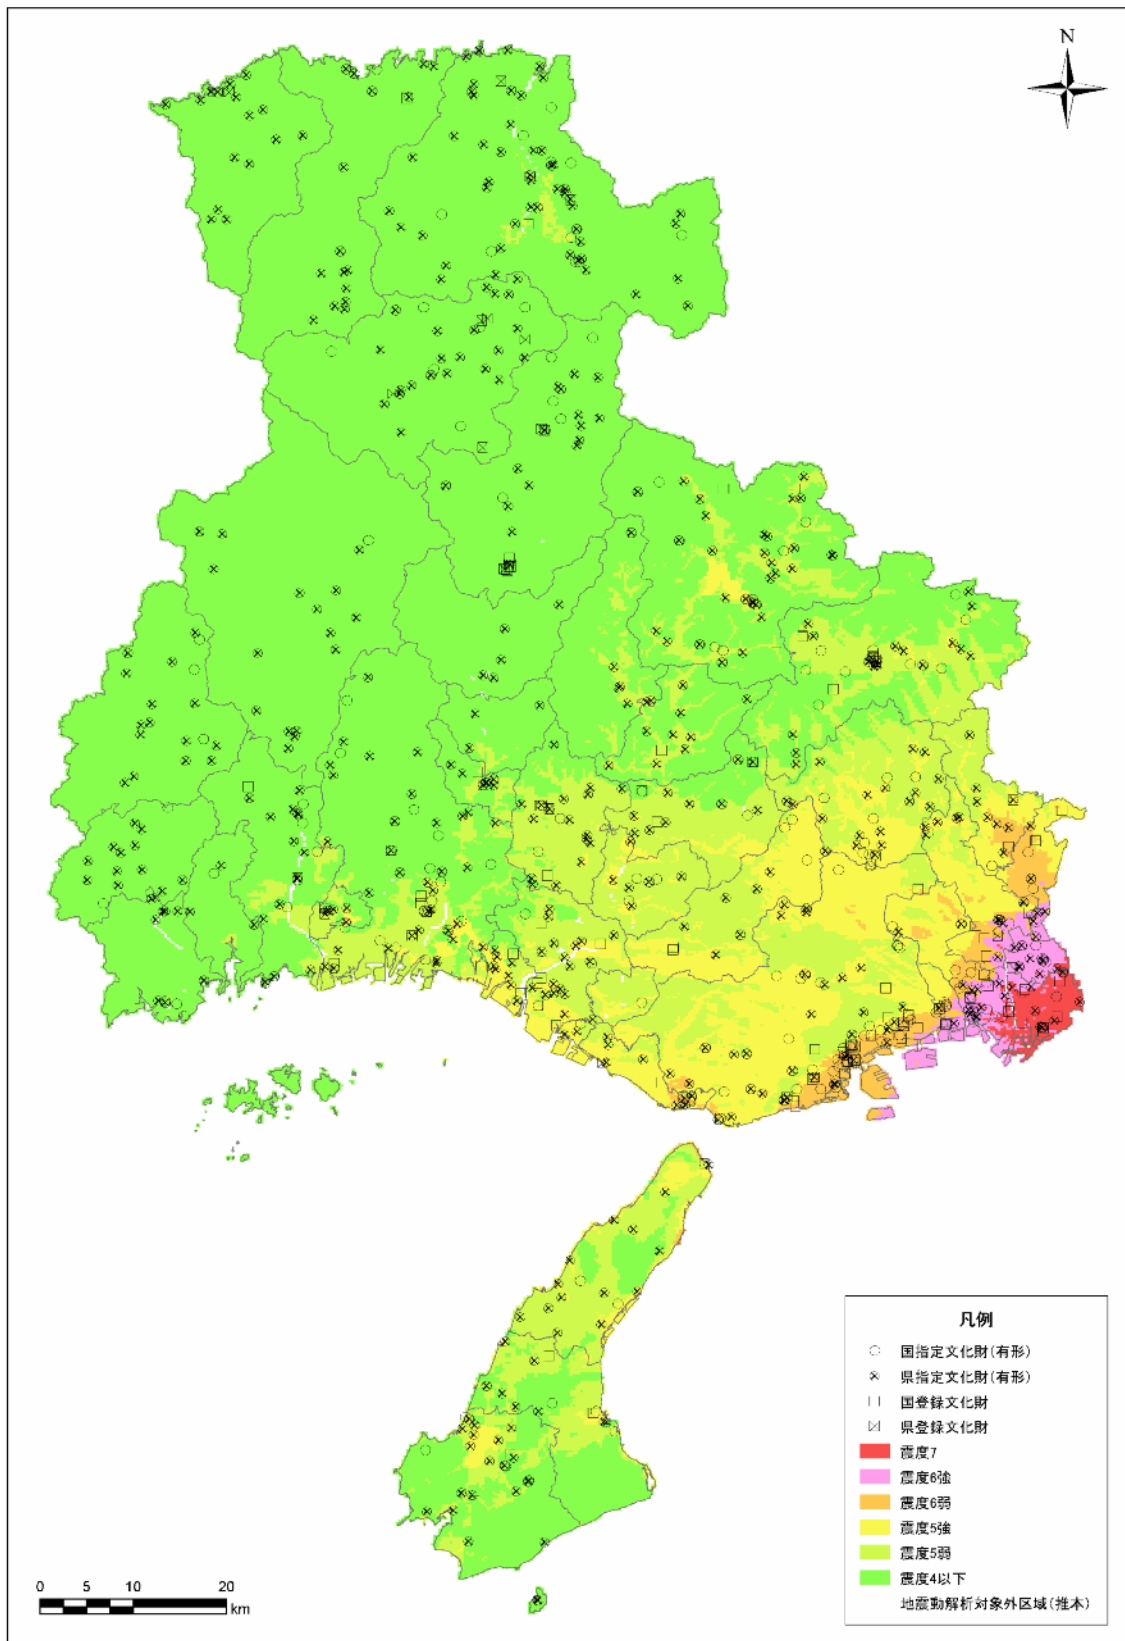 N
凡例
国指定文化財(有形)
県指定文化財(有形)
国登録文化財
県登録文化財
震度7
震度6強
震度6弱
震度5強
震度5弱
震度4以下
地震動解析対象外区域(推本)
0 5 10 20
km